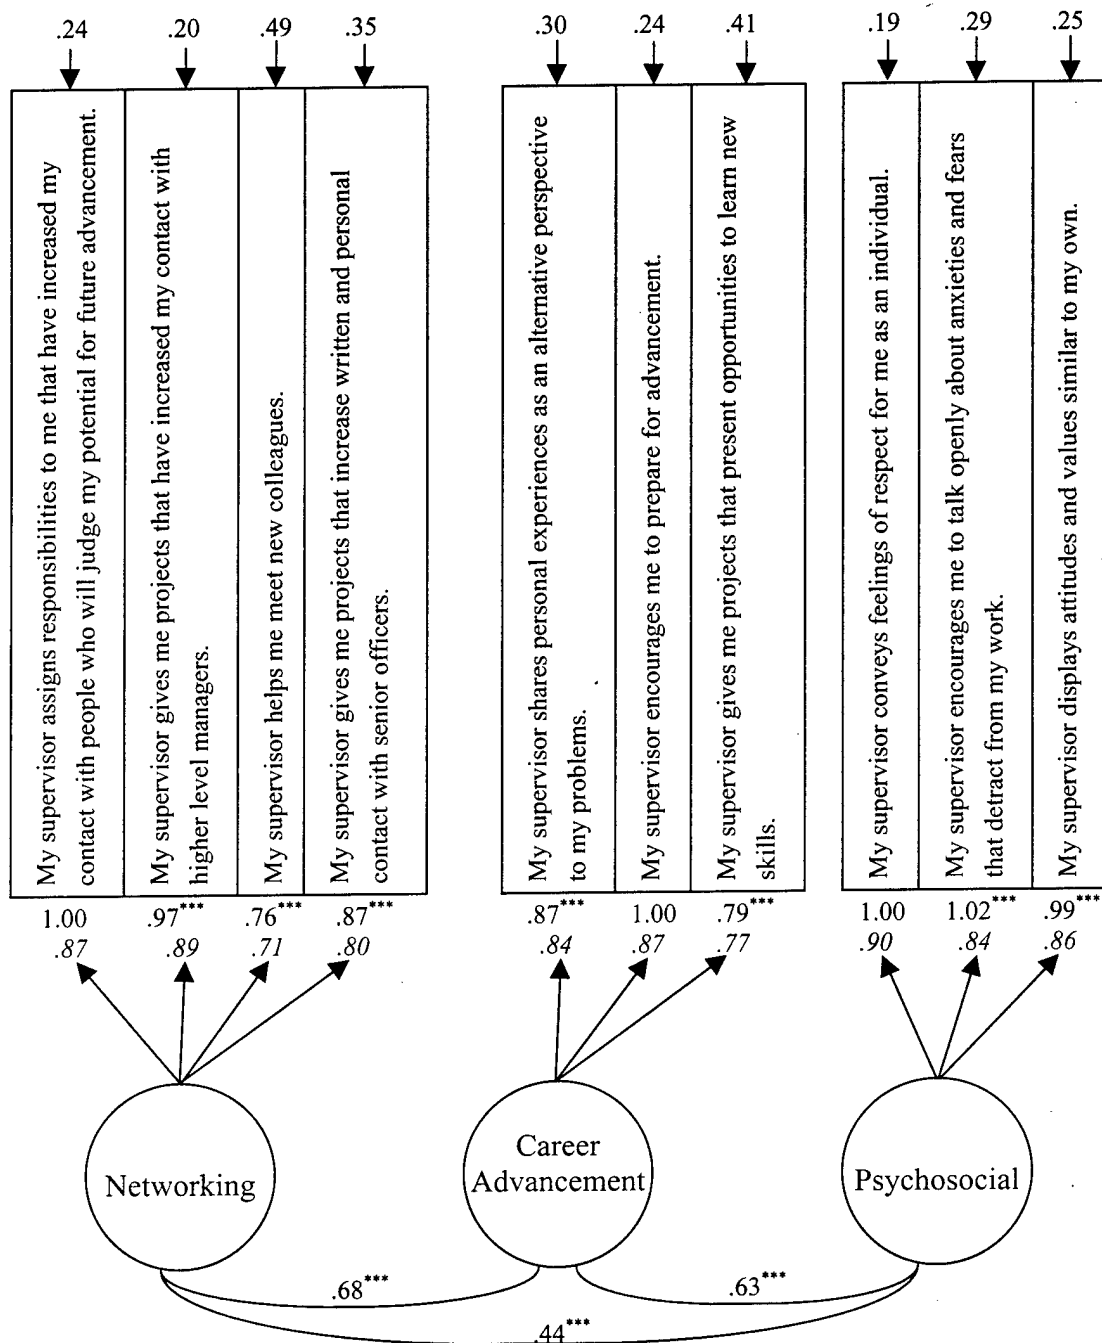 .24 .20 .49 .35 .30 .24 .41 .19 .29 .25
My supervisor assigns responsibilities to me that have increased my
contact with people who will judge my potential for future advancement.
My supervisor gives me projects that have increased my contact with
higher level managers.
My supervisor helps me meet new colleagues.
My supervisor gives me projects that increase written and personal
contact with senior officers.
My supervisor shares personal experiences as an alternative perspective
to my problems.
My supervisor encourages me to prepare for advancement.
My supervisor gives me projects that present opportunities to learn new
skills.
My supervisor conveys feelings of respect for me as an individual.
My supervisor encourages me to talk openly about anxieties and fears
that detract from my work.
My supervisor displays attitudes and values similar to my own.
1.00 .97*** .76*** .87*** .87*** 1.00 .79*** 1.00 1.02*** .99***
.87 .89 .71 .80 .84 .87 .77 .90 .84 .86
Networking
Career
Advancement
Psychosocial
.68*** .63***
.44***